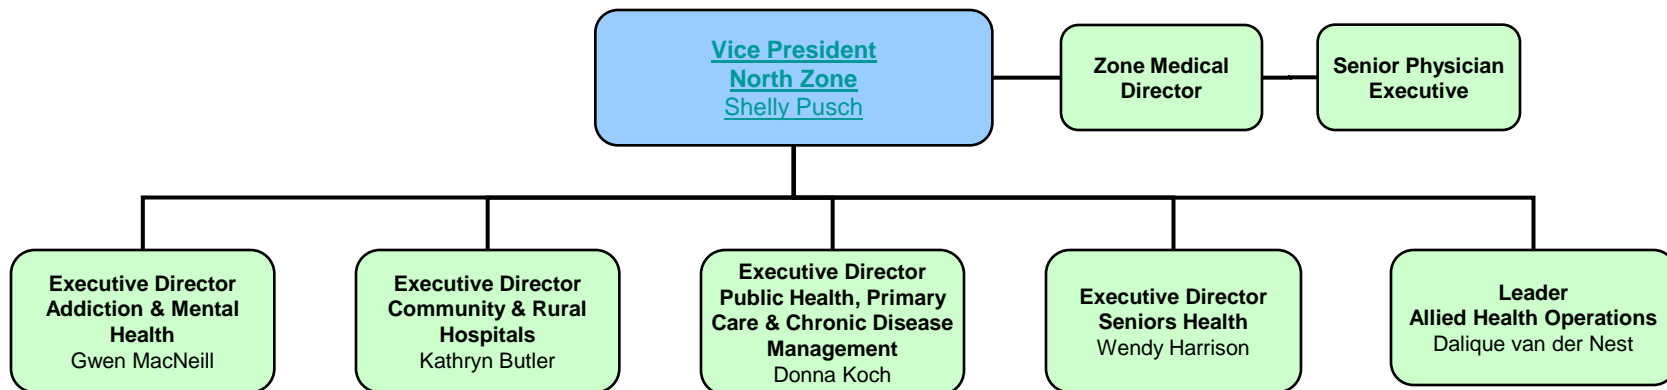 Vice President
North Zone
Shelly Pusch
Zone Medical
Director
Senior Physician
Executive
Executive Director
Addiction & Mental
Health
Gwen MacNeill
Executive Director
Community & Rural
Hospitals
Kathryn Butler
Executive Director
Public Health, Primary
Care & Chronic Disease
Management
Donna Koch
Executive Director
Seniors Health
Wendy Harrison
Leader
Allied Health Operations
Dalique van der Nest